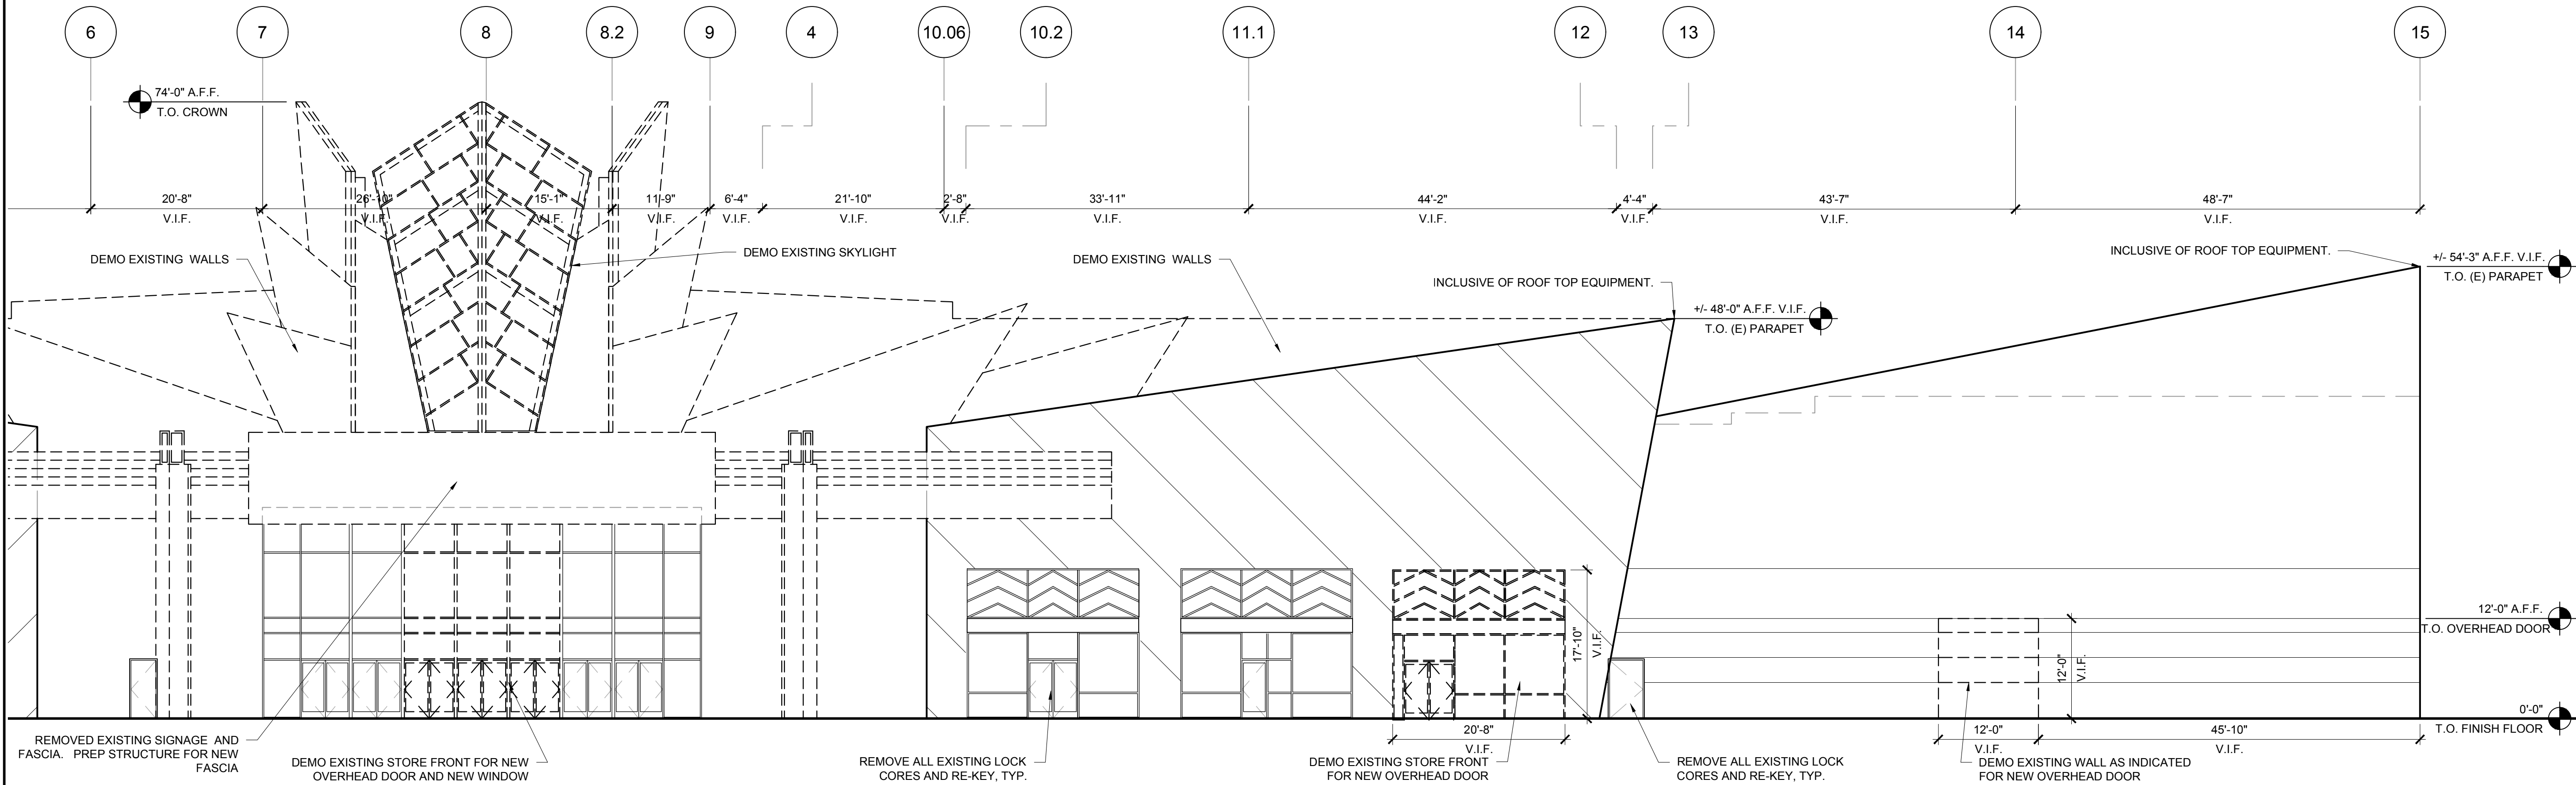 6
7
8
8.2
9
4
10.06
10.2
11.1
12
13
14
15
74'-0" A.F.F.
T.O. CROWN
20'-8"
V.I.F.
26'-10"
V.I.F.
15'-1"
V.I.F.
11'-9"
V.I.F.
6'-4"
V.I.F.
21'-10"
V.I.F.
2'-8"
V.I.F.
33'-11"
V.I.F.
44'-2"
V.I.F.
4'-4"
V.I.F.
43'-7"
V.I.F.
48'-7"
V.I.F.
DEMO EXISTING WALLS
DEMO EXISTING SKYLIGHT
DEMO EXISTING WALLS
INCLUSIVE OF ROOF TOP EQUIPMENT.
+/- 48'-0" A.F.F. V.I.F.
T.O. (E) PARAPET
INCLUSIVE OF ROOF TOP EQUIPMENT.
+/- 54'-3" A.F.F. V.I.F.
T.O. (E) PARAPET
17'-10"
V.I.F.
12'-0"
V.I.F.
12'-0" A.F.F.
T.O. OVERHEAD DOOR
0'-0"
T.O. FINISH FLOOR
20'-8"
V.I.F.
12'-0"
V.I.F.
45'-10"
V.I.F.
REMOVED EXISTING SIGNAGE AND
FASCIA. PREP STRUCTURE FOR NEW
FASCIA
DEMO EXISTING STORE FRONT FOR NEW
OVERHEAD DOOR AND NEW WINDOW
REMOVE ALL EXISTING LOCK
CORES AND RE-KEY, TYP.
DEMO EXISTING STORE FRONT
FOR NEW OVERHEAD DOOR
REMOVE ALL EXISTING LOCK
CORES AND RE-KEY, TYP.
DEMO EXISTING WALL AS INDICATED
FOR NEW OVERHEAD DOOR